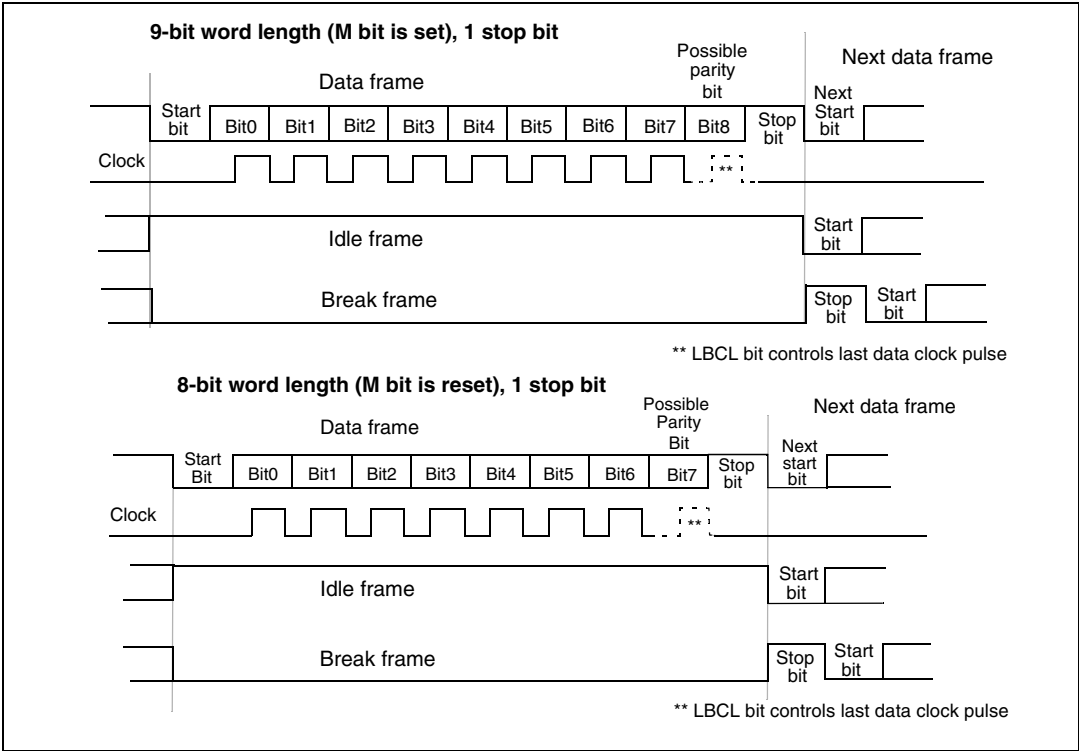 9-bit word length (M bit is set), 1 stop bit
Possible
parity
bit
Next data frame
Data frame
Start
bit
Bit0
Bit1
Bit2
Bit3
Bit4
Bit5
Bit6
Bit7
Bit8
Stop
bit
Next
Start
bit
Clock
**
Idle frame
Start
bit
Break frame
Stop
bit
Start
bit
** LBCL bit controls last data clock pulse
8-bit word length (M bit is reset), 1 stop bit
Possible
Parity
Bit
Next data frame
Data frame
Start
Bit
Bit0
Bit1
Bit2
Bit3
Bit4
Bit5
Bit6
Bit7
Stop
bit
Next
start
bit
Clock
**
Idle frame
Start
bit
Break frame
Stop
bit
Start
bit
** LBCL bit controls last data clock pulse